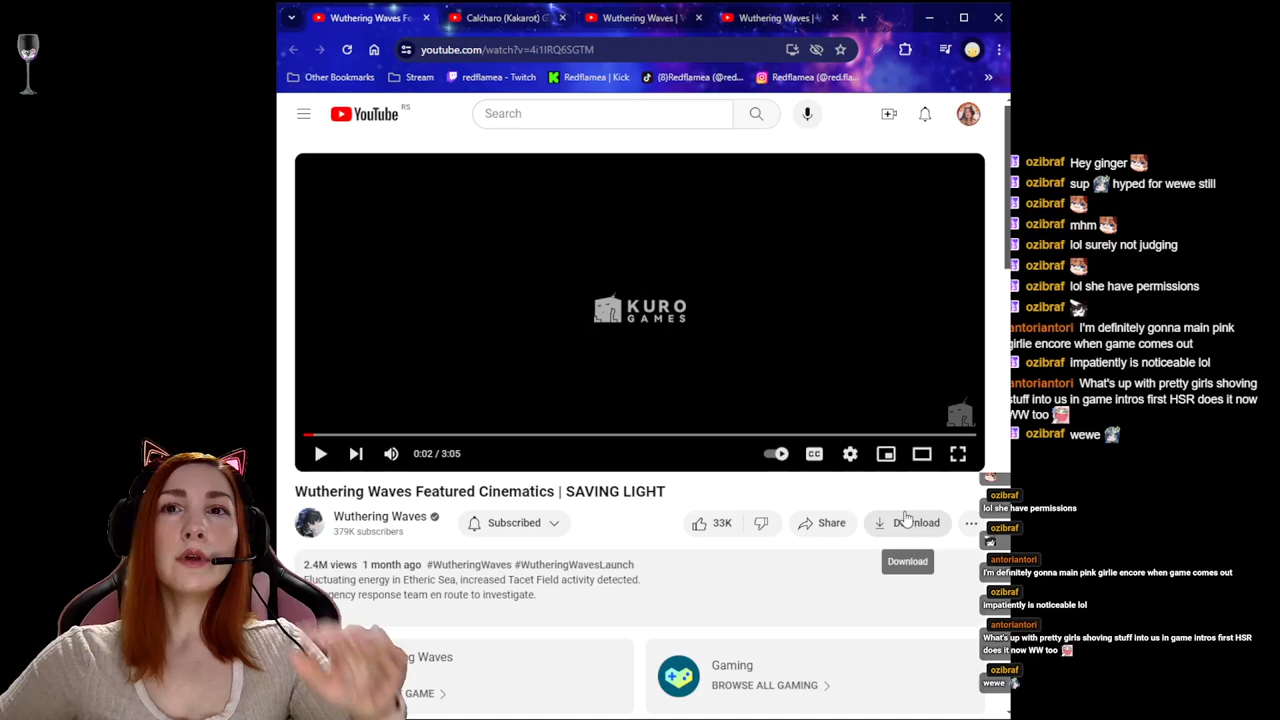 Wuthering Waves Fe
Calcharo (Kakarot) G
Wuthering Waves | V
Wuthering Waves |
youtube.com/watch?v=4i1IRQ6SGTM
Other Bookmarks
Stream
redflamea - Twitch
Redflamea | Kick
(8)Redflamea (@red...
Redflamea (@red.fla...
YouTube RS
Search
KURO
GAMES
0:02 / 3:05
CC
Wuthering Waves Featured Cinematics | SAVING LIGHT
Wuthering Waves
379K subscribers
Subscribed
33K
Share
Download
Download
2.4M views 1 month ago #WutheringWaves #WutheringWavesLaunch
Fluctuating energy in Etheric Sea, increased Tacet Field activity detected.
gency response team en route to investigate.
ng Waves
GAME
Gaming
BROWSE ALL GAMING
ozibraf Hey ginger
ozibraf sup hyped for wewe still
ozibraf
ozibraf mhm
ozibraf lol surely not judging
ozibraf
ozibraf lol she have permissions
ozibraf
antoriantori I'm definitely gonna main pink
girlie encore when game comes out
ozibraf impatiently is noticeable lol
antoriantori What's up with pretty girls shoving
stuff into us in game intros first HSR does it now
WW too
ozibraf wewe
ozibraf
lol she have permissions
ozibraf
antoriantori
I'm definitely gonna main pink girlie encore when game comes out
ozibraf
impatiently is noticeable lol
antoriantori
What's up with pretty girls shoving stuff into us in game intros first HSR
does it now WW too
ozibraf
wewe